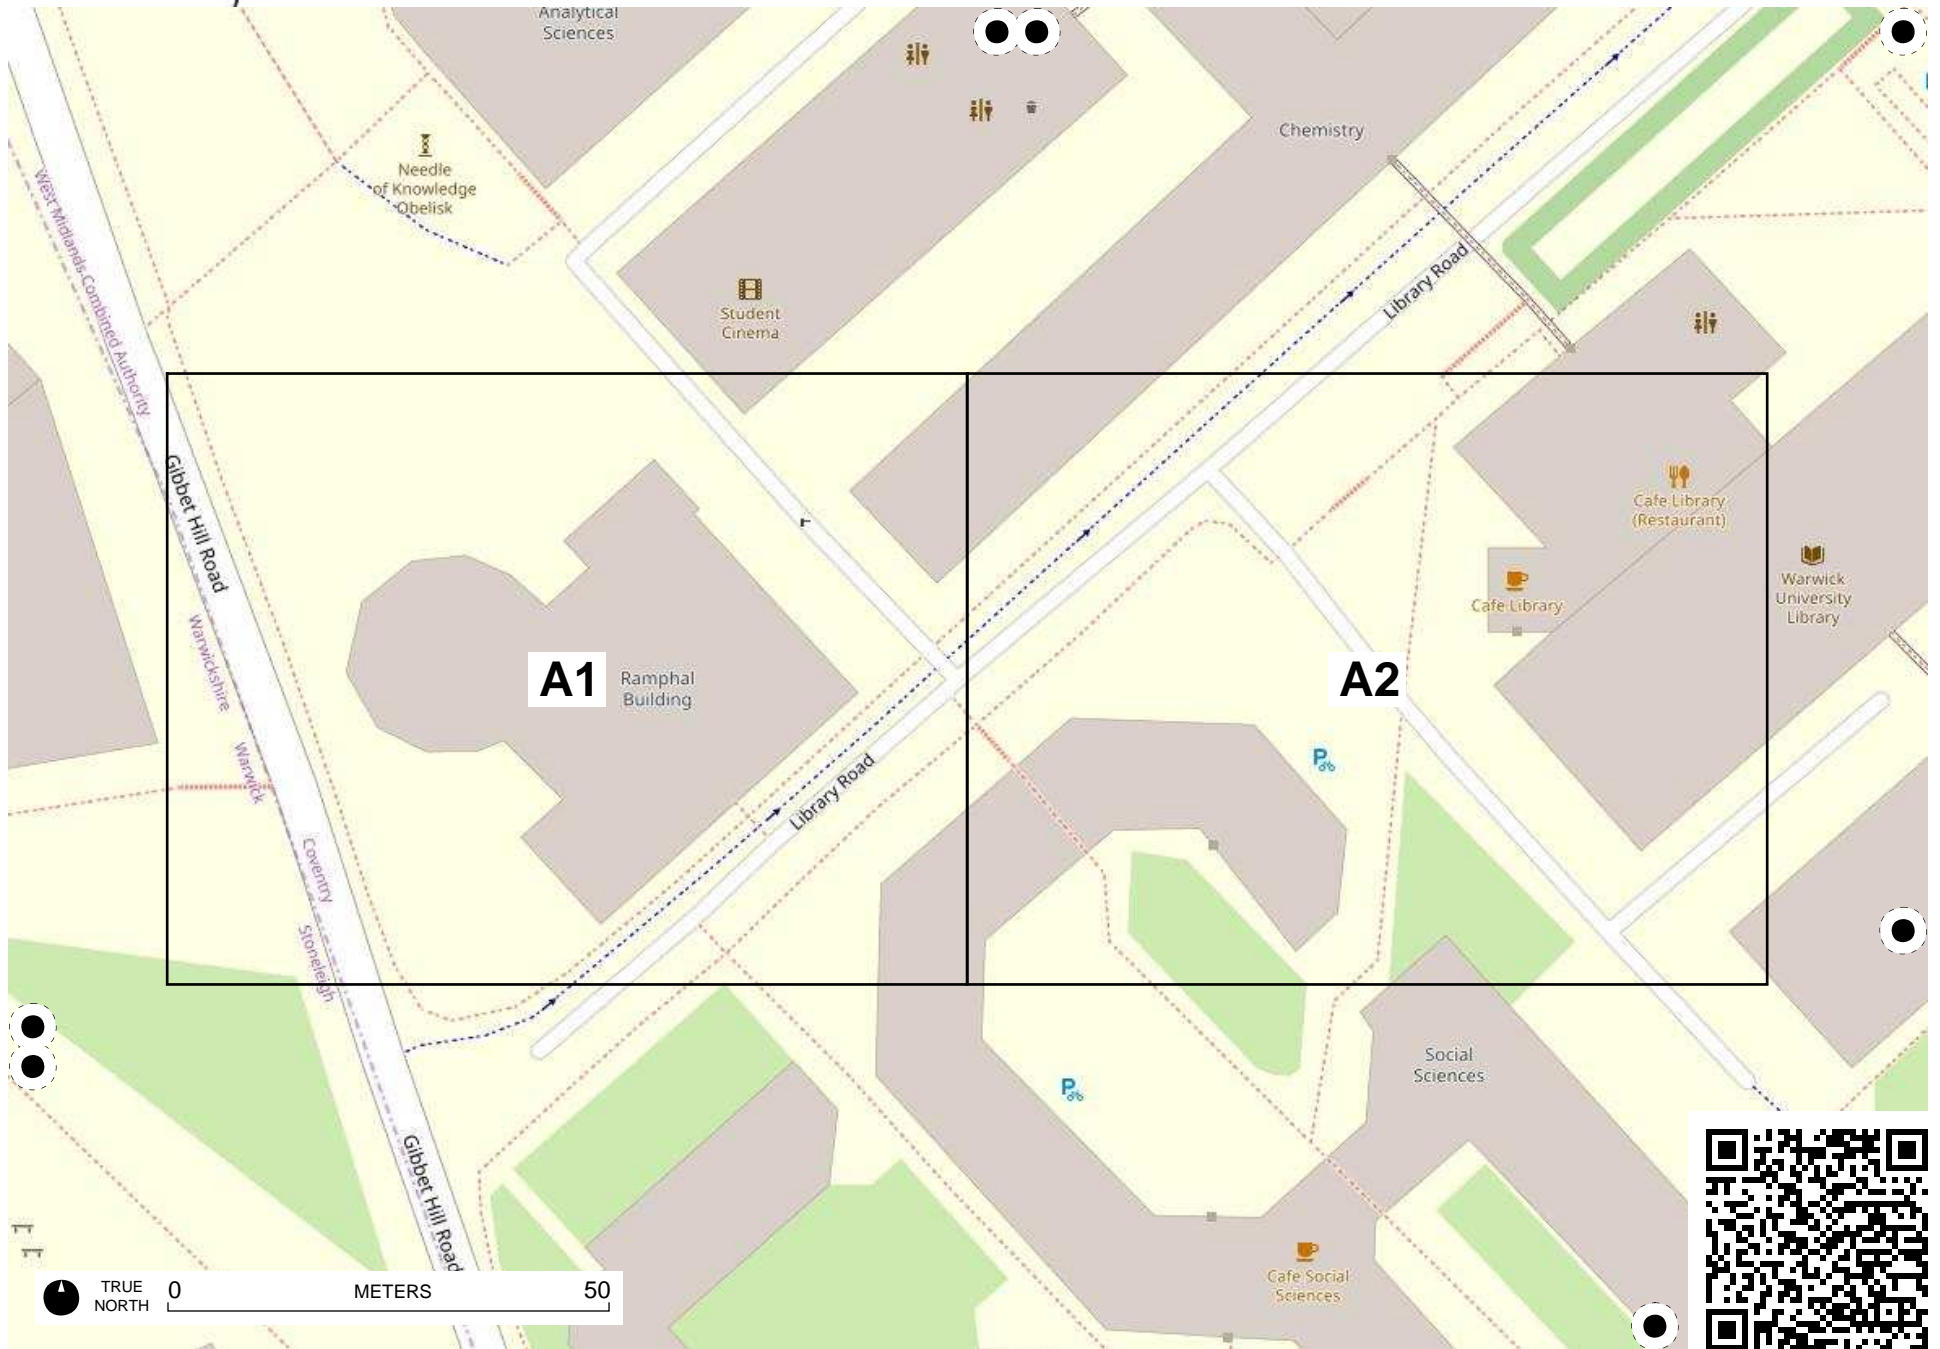 Analytical
Sciences
Chemistry
Needle
of Knowledge
Obelisk
West Midlands Combined Authority
Student
Cinema
Library Road
Gibbet Hill Road
Cafe Library
(Restaurant)
Warwick
University
Library
Cafe Library
Warwickshire
A1
Ramphal
Building
A2
P
Warwick
Library Road
Coventry
Stoneleigh
Social
Sciences
P
Gibbet Hill Road
Cafe Social
Sciences
TRUE
NORTH
0 METERS 50